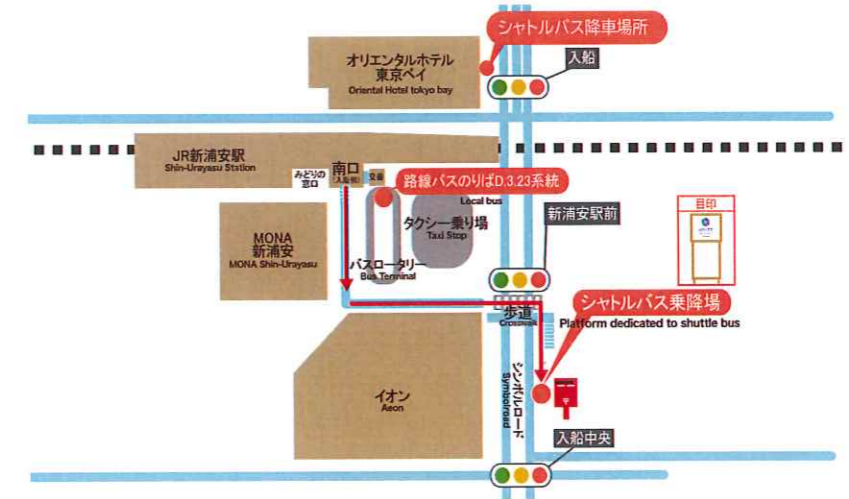 シャトルバス降車場所
オリエンタルホテル
東京ベイ
Oriental Hotel tokyo bay
入船
JR新浦安駅
Shin-Urayasu Station
みどりの
窓口
南口
交番
路線バスのりばD.3.23系統
Local bus
タクシー乗り場
Taxi Stop
新浦安駅前
目印
MONA
新浦安
MONA Shin-Urayasu
バスロータリー
Bus Terminal
シャトルバス乗降場
Platform dedicated to shuttle bus
歩道
Crosswalk
シンボルロード
Symbolroad
イオン
Aeon
〒
入船中央